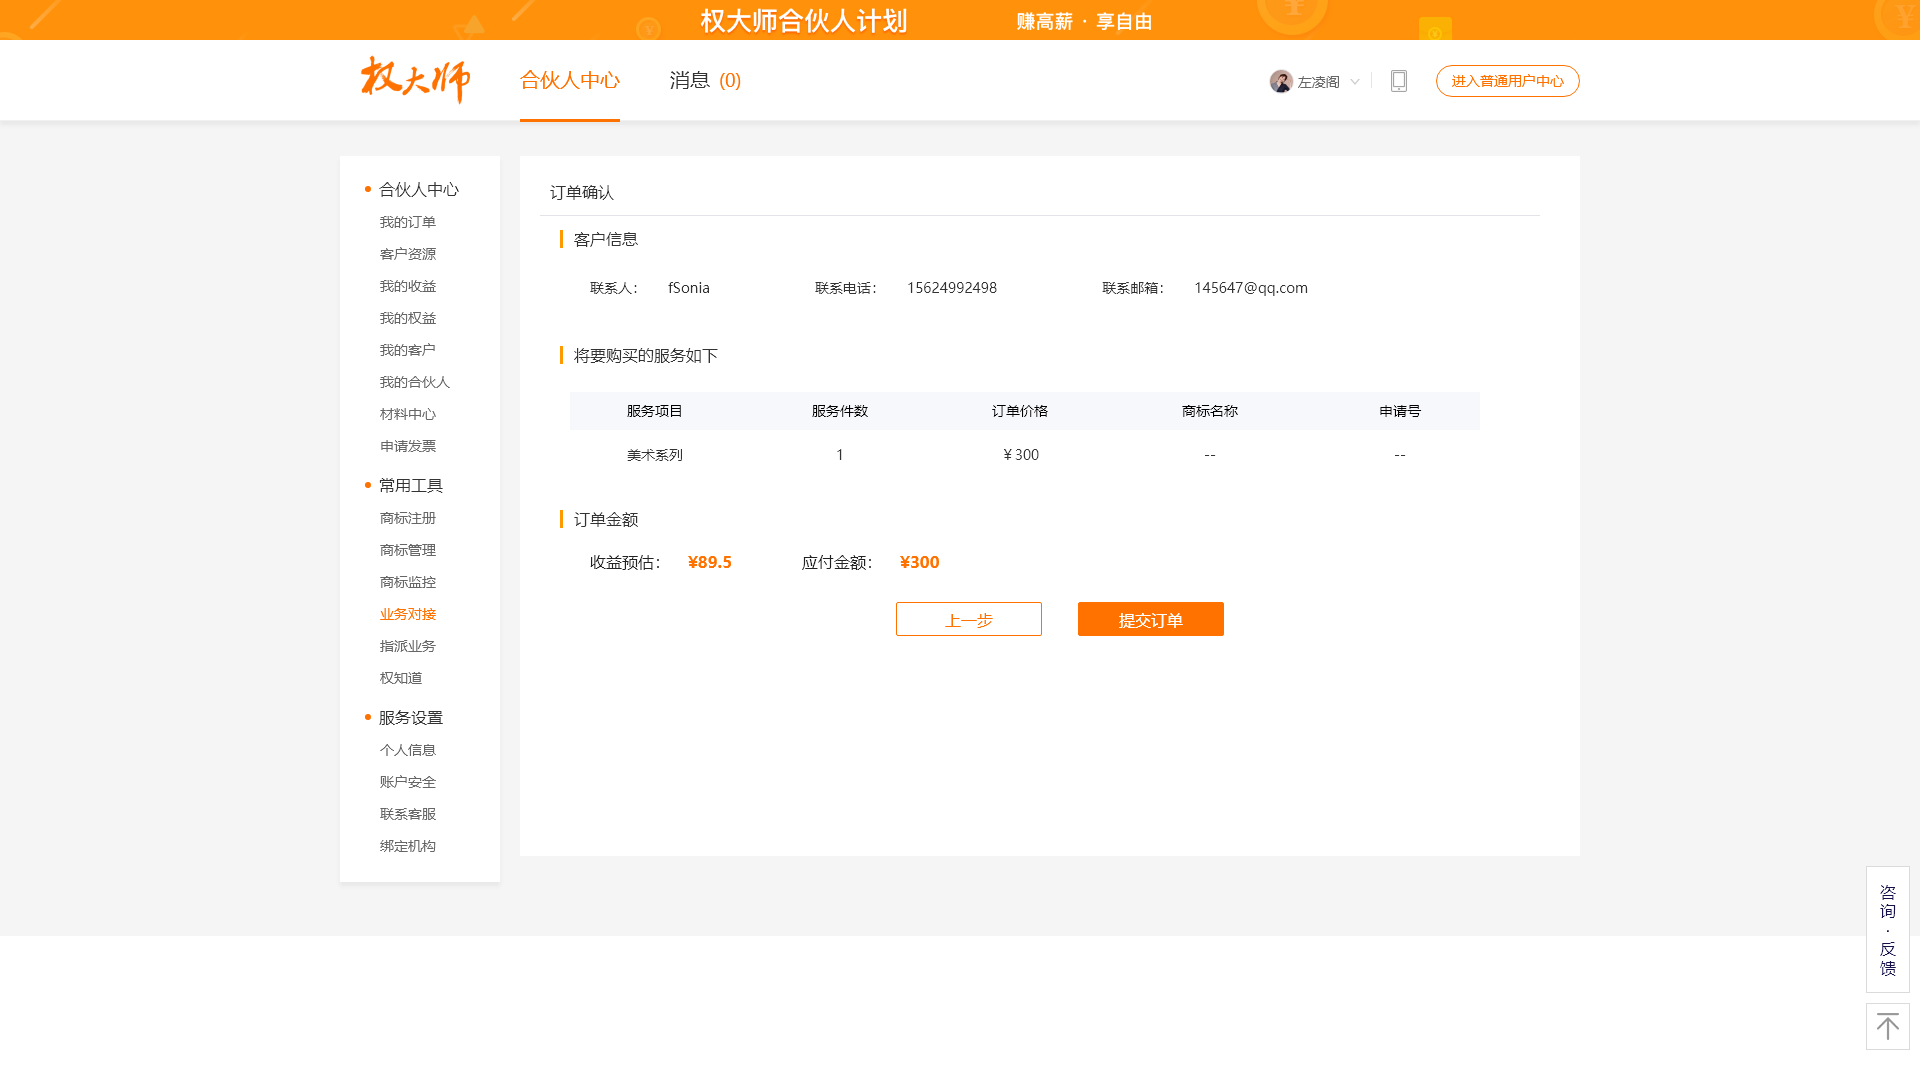 权大师合伙人计划 赚高薪 · 享自由
权大师 合伙人中心 消息 (0) 左凌阁 进入普通用户中心
合伙人中心
我的订单
客户资源
我的收益
我的权益
我的客户
我的合伙人
材料中心
申请发票
常用工具
商标注册
商标管理
商标监控
业务对接
指派业务
权知道
服务设置
个人信息
账户安全
联系客服
绑定机构
订单确认
客户信息
联系人： fSonia 联系电话： 15624992498 联系邮箱： 145647@qq.com
将要购买的服务如下
服务项目 服务件数 订单价格 商标名称 申请号
美术系列 1 ¥ 300 -- --
订单金额
收益预估： ¥89.5 应付金额： ¥300
上一步 提交订单
咨
询
·
反
馈